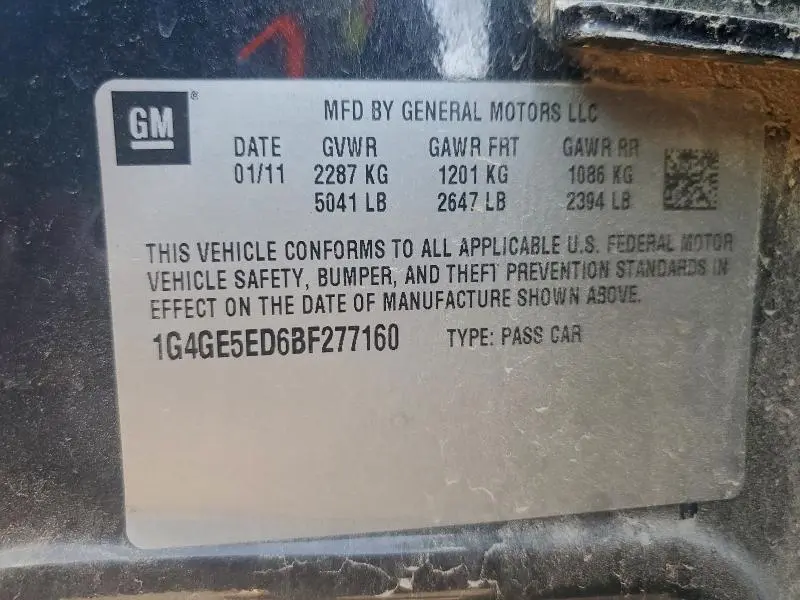 GM®
MFD BY GENERAL MOTORS LLC
DATE GVWR GAWR FRT GAWR RR
01/11 2287 KG 1201 KG 1086 KG
5041 LB 2647 LB 2394 LB
THIS VEHICLE CONFORMS TO ALL APPLICABLE U.S. FEDERAL MOTOR
VEHICLE SAFETY, BUMPER, AND THEFT PREVENTION STANDARDS IN
EFFECT ON THE DATE OF MANUFACTURE SHOWN ABOVE.
1G4GE5ED6BF277160 TYPE: PASS CAR